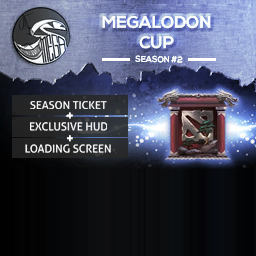 MEGALODON
CUP
SEASON #2
SEASON TICKET
+
EXCLUSIVE HUD
+
LOADING SCREEN